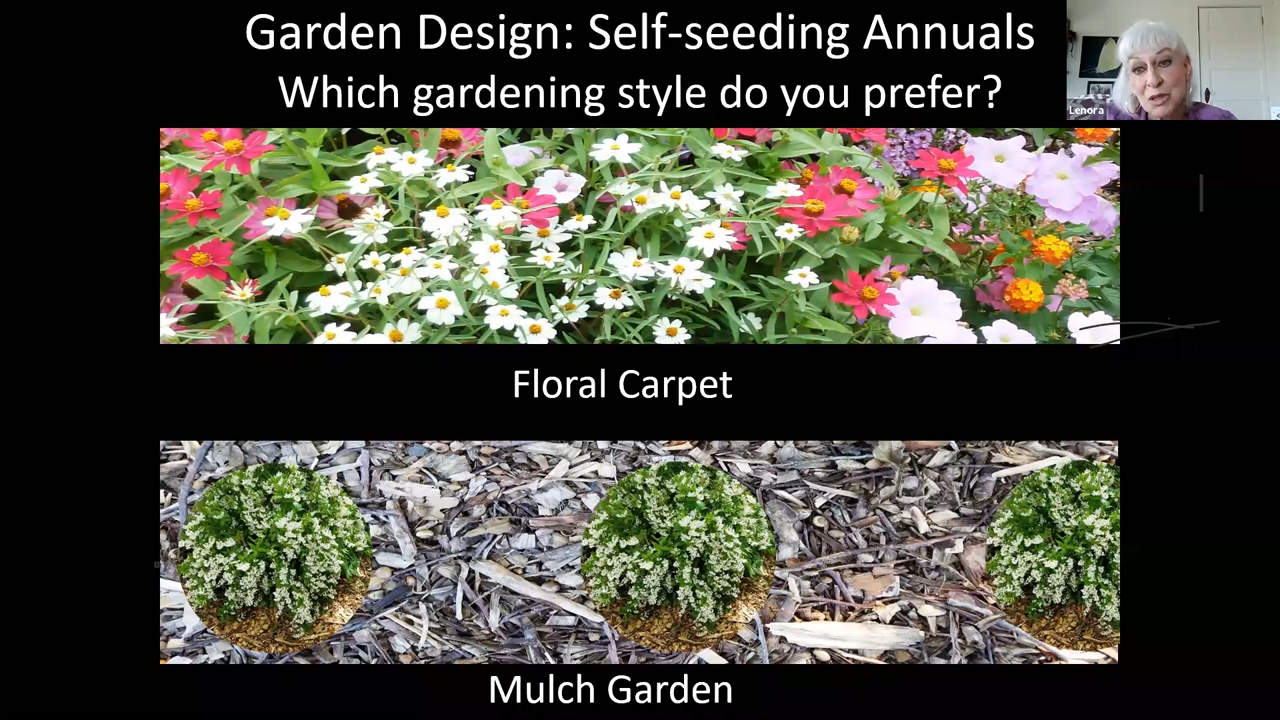 Garden Design: Self-seeding Annuals
Which gardening style do you prefer?
Lenora
Floral Carpet
Mulch Garden